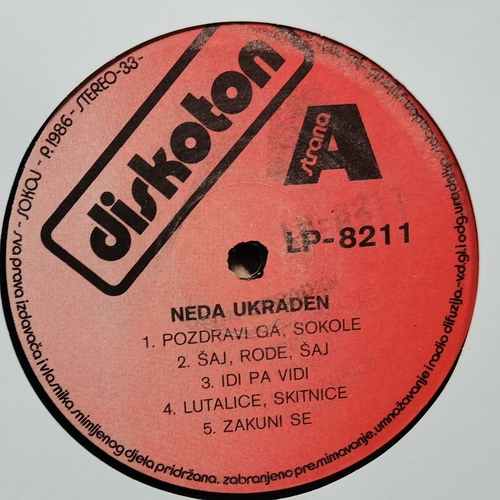 diskoton
strana
A
LP-8211
NEDA UKRADEN
1. POZDRAVI GA, SOKOLE
2. ŠAJ, ROĐE, ŠAJ
3. IDI PA VIDI
4. LUTALICE, SKITNICE
5. ZAKUNI SE
- sva prava izdavača i vlasnika snimljenog djela pridržana. zabranjeno presnimavanje, umnožavanje i radio difuzija.-
- SOKOJ - P.1986 - STEREO-33-